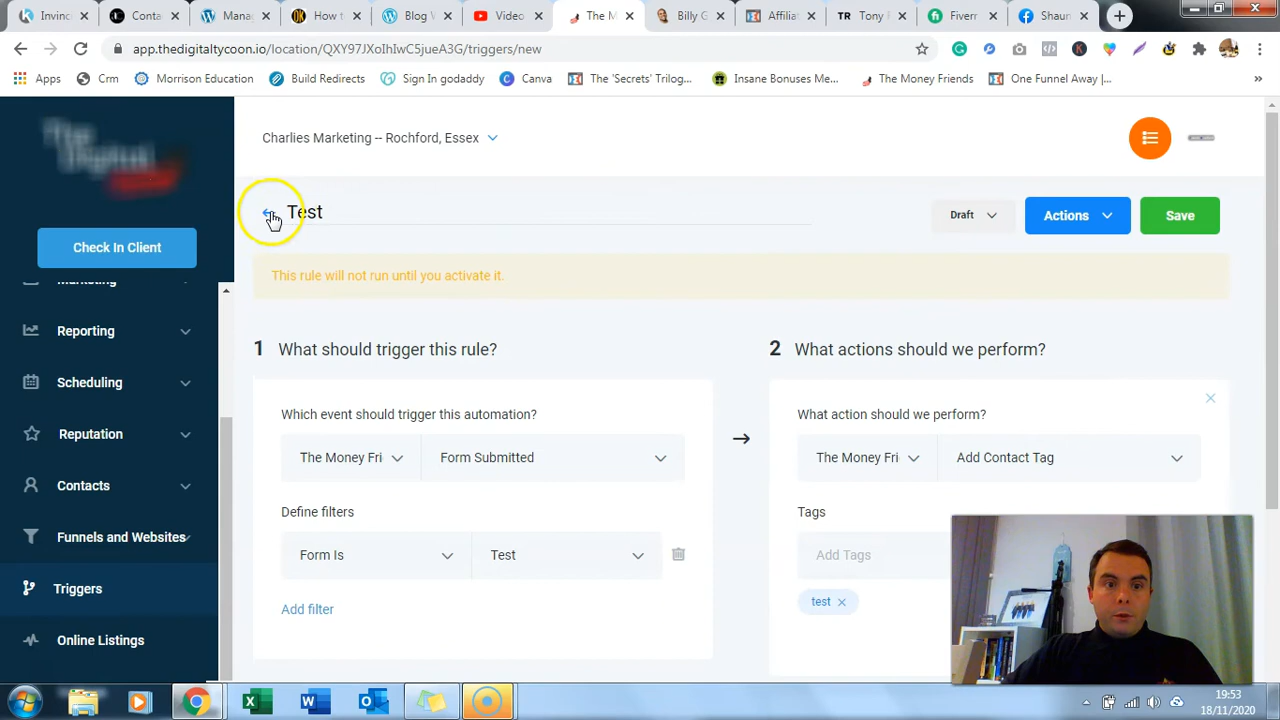 Invinc
Conta
Manag
How t
Blog
Video
The M
Billy G
Affilia
TR Tony
Fiverr
Shaun
app.thedigitaltycoon.io/location/QXY97JXoIhIwC5jueA3G/triggers/new
Apps
Crm
Morrison Education
Build Redirects
Sign In godaddy
Canva
The 'Secrets' Trilog...
Insane Bonuses Me...
The Money Friends
One Funnel Away |...
»
The
Digital
Charlies Marketing -- Rochford, Essex
Check In Client
Test
Draft
Actions
Save
This rule will not run until you activate it.
Marketing
Reporting
Scheduling
Reputation
Contacts
Funnels and Websites
Triggers
Online Listings
1 What should trigger this rule?
Which event should trigger this automation?
The Money Fri
Form Submitted
Define filters
Form Is
Test
Add filter
2 What actions should we perform?
What action should we perform?
The Money Fri
Add Contact Tag
Tags
Add Tags
test
19:53
18/11/2020